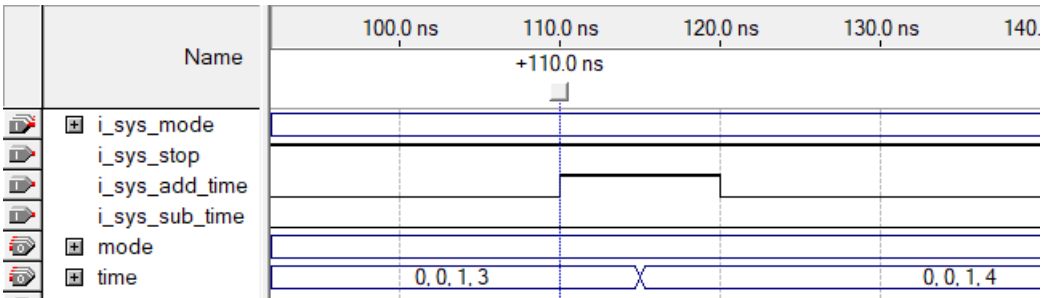 100.0 ns 110.0 ns 120.0 ns 130.0 ns 140.
Name
+110.0 ns
i_sys_mode
i_sys_stop
i_sys_add_time
i_sys_sub_time
mode
time 0, 0, 1, 3 0, 0, 1, 4